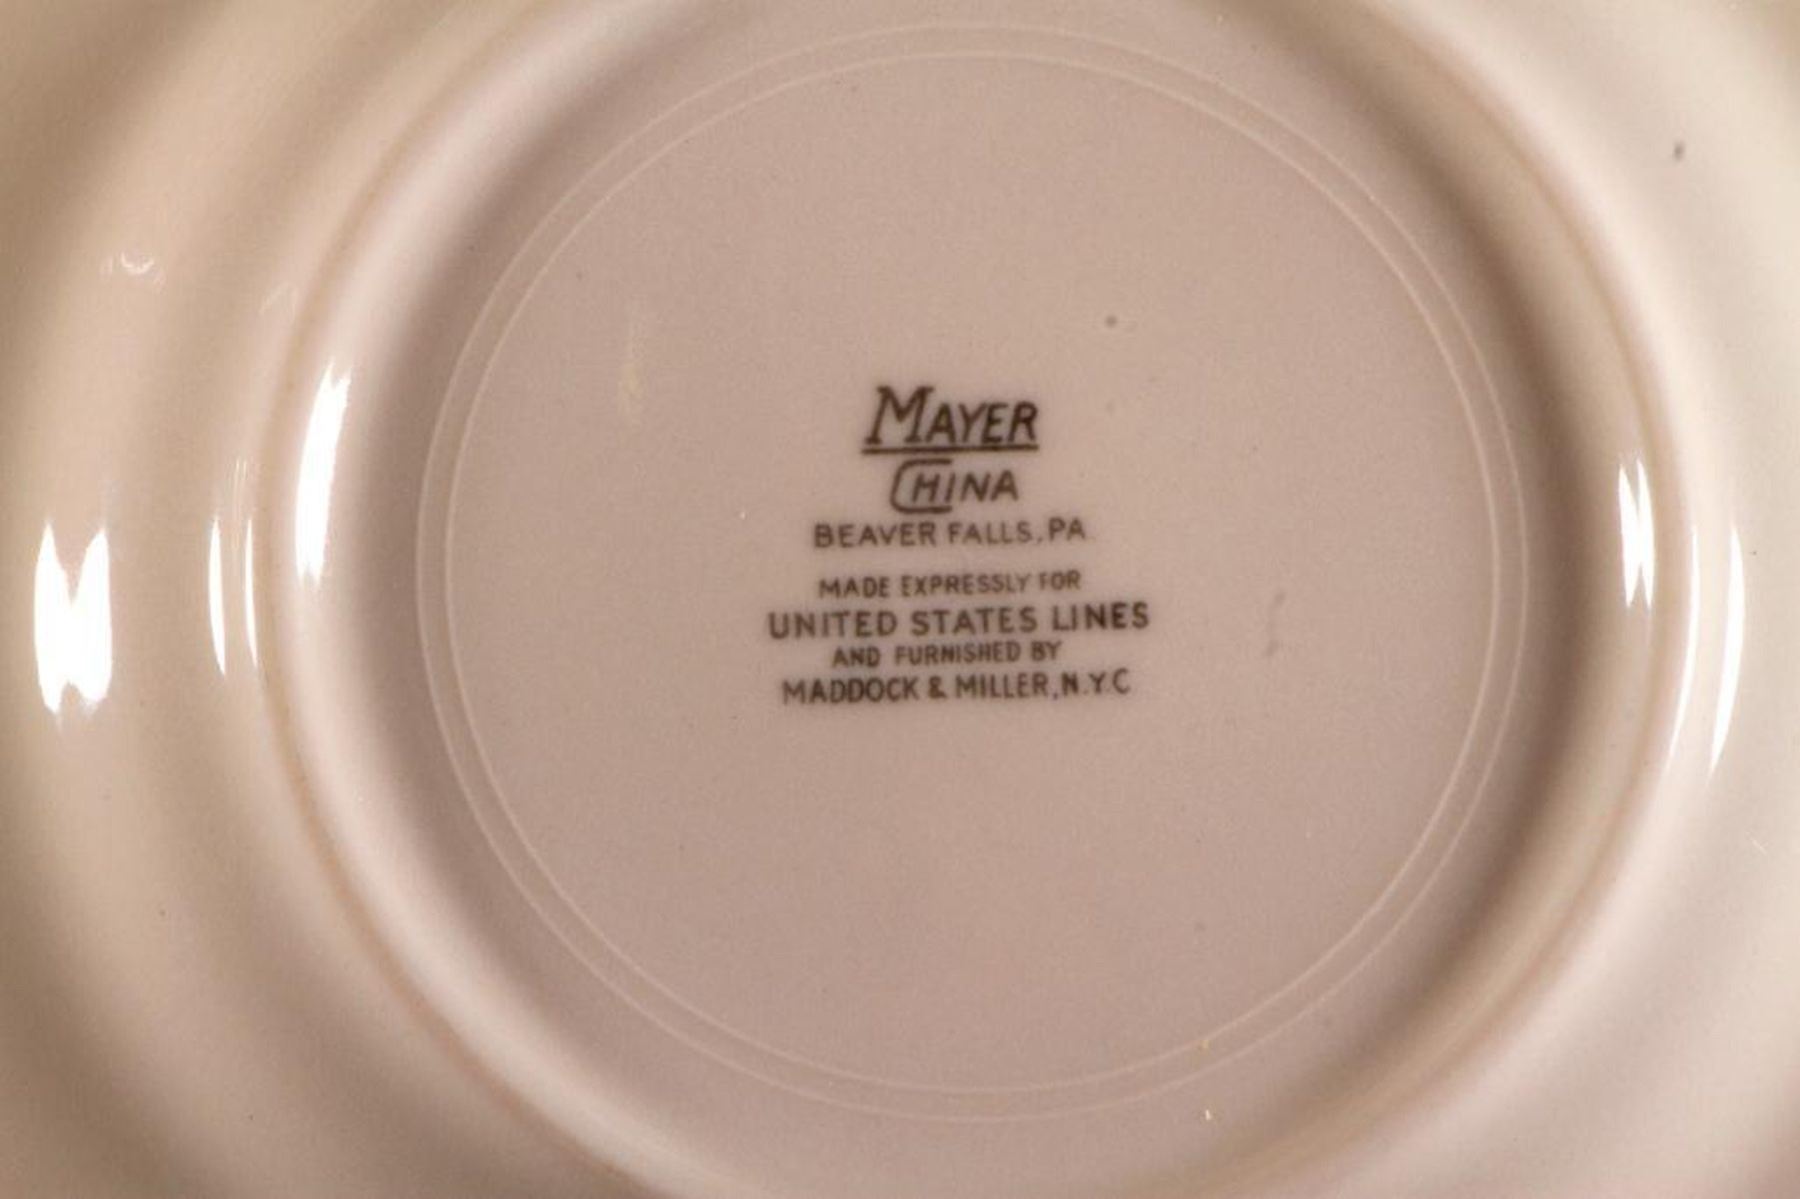 MAYER
CHINA
BEAVER FALLS, PA
MADE EXPRESSLY FOR
UNITED STATES LINES
AND FURNISHED BY
MADDOCK & MILLER, N.Y.C